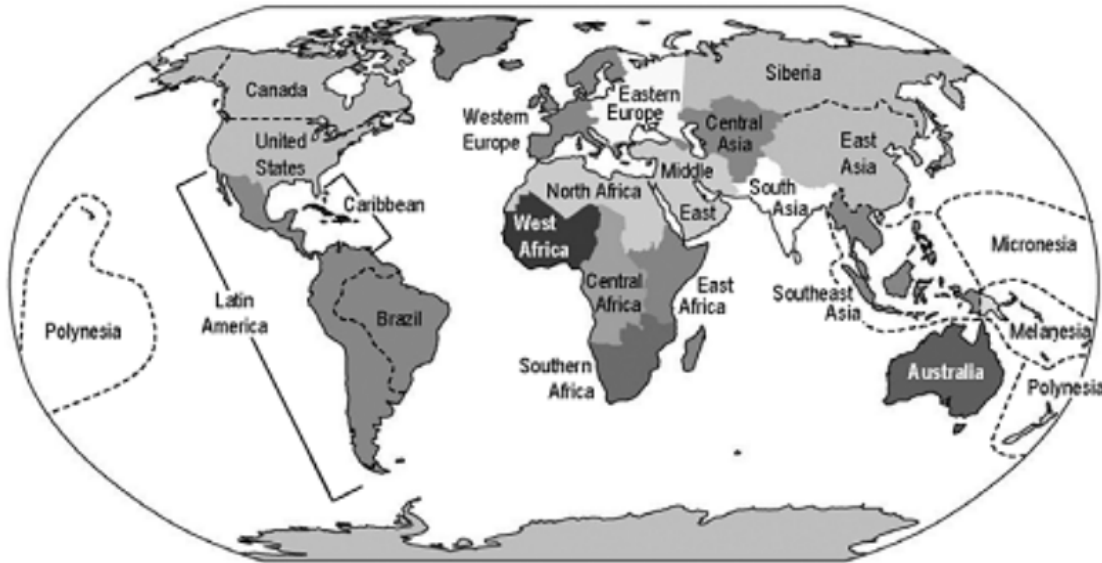 Canada
United
States
Caribbean
Latin
America
Brazil
Polynesia
Western
Europe
Eastern
Europe
Siberia
Central
Asia
East
Asia
Middle
East
South
Asia
North Africa
West
Africa
Central
Africa
East
Africa
Southern
Africa
Southeast
Asia
Micronesia
Melanesia
Australia
Polynesia